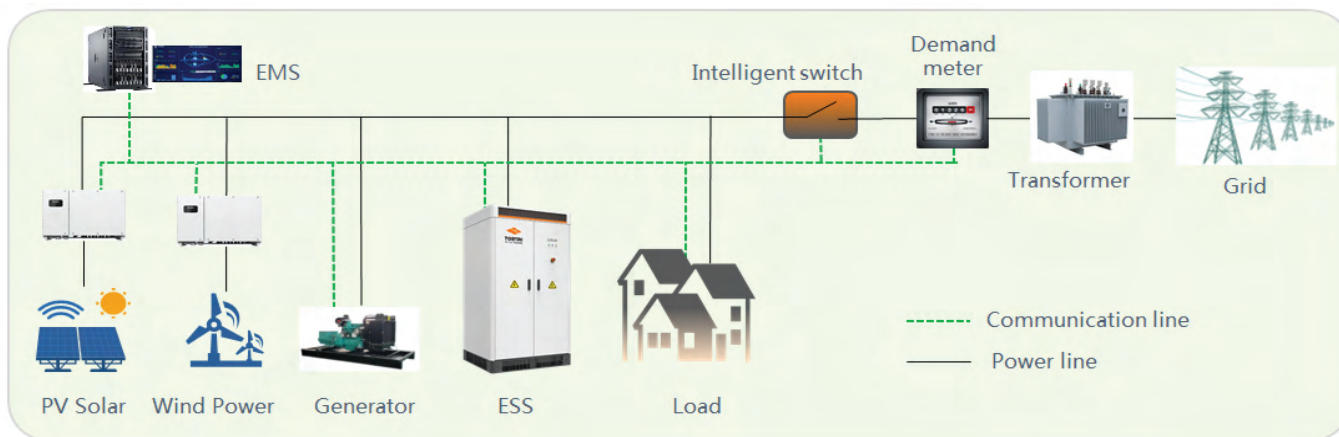 EMS
Intelligent switch
Demand
meter
Transformer
Grid
Communication line
Power line
PV Solar
Wind Power
Generator
ESS
Load